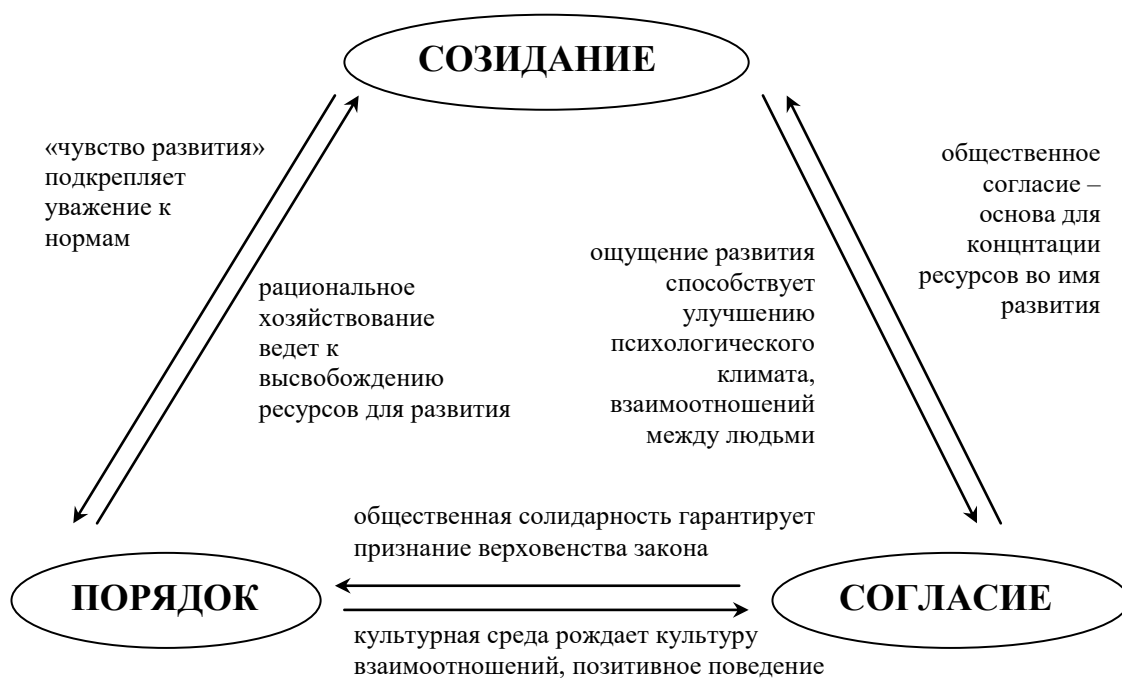 СОЗИДАНИЕ
«чувство развития»
подкрепляет
уважение к
нормам
рациональное
хозяйствование
ведет к
высвобождению
ресурсов для развития
ощущение развития
способствует
улучшению
психологического
климата,
взаимоотношений
между людьми
общественное
согласие –
основа для
концнтации
ресурсов во имя
развития
общественная солидарность гарантирует
признание верховенства закона
ПОРЯДОК
СОГЛАСИЕ
культурная среда рождает культуру
взаимоотношений, позитивное поведение